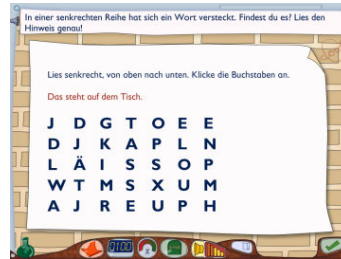 In einer senkrechten Reihe hat sich ein Wort versteckt. Findest du es? Lies den
Hinweis genau!
Lies senkrecht, von oben nach unten. Klicke die Buchstaben an.
Das steht auf dem Tisch.
J D G T O E E
D J K A P L N
L Ä I S S O P
W T M S X U M
A J R E U P H